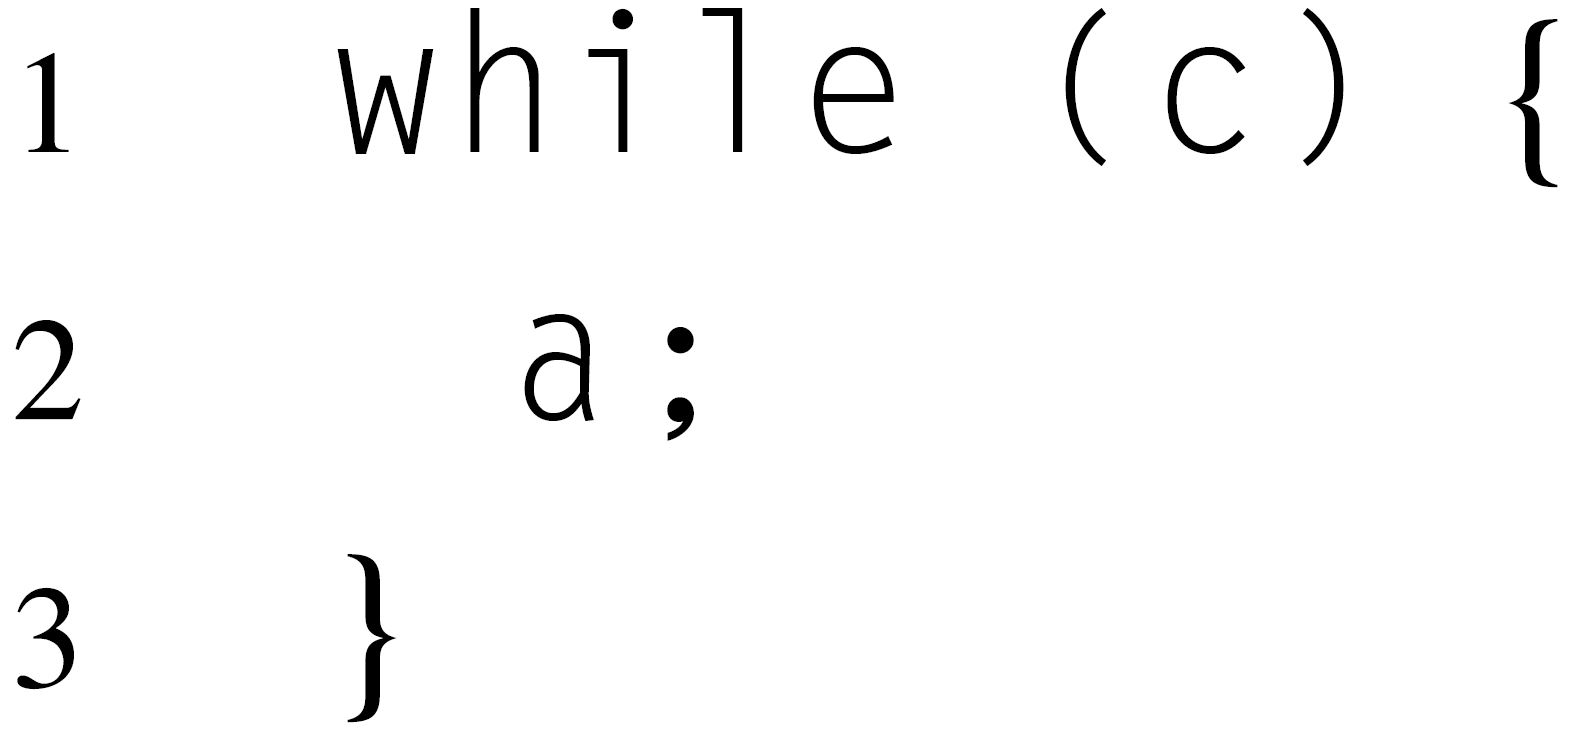 1 while (c) {
2   a;
3 }